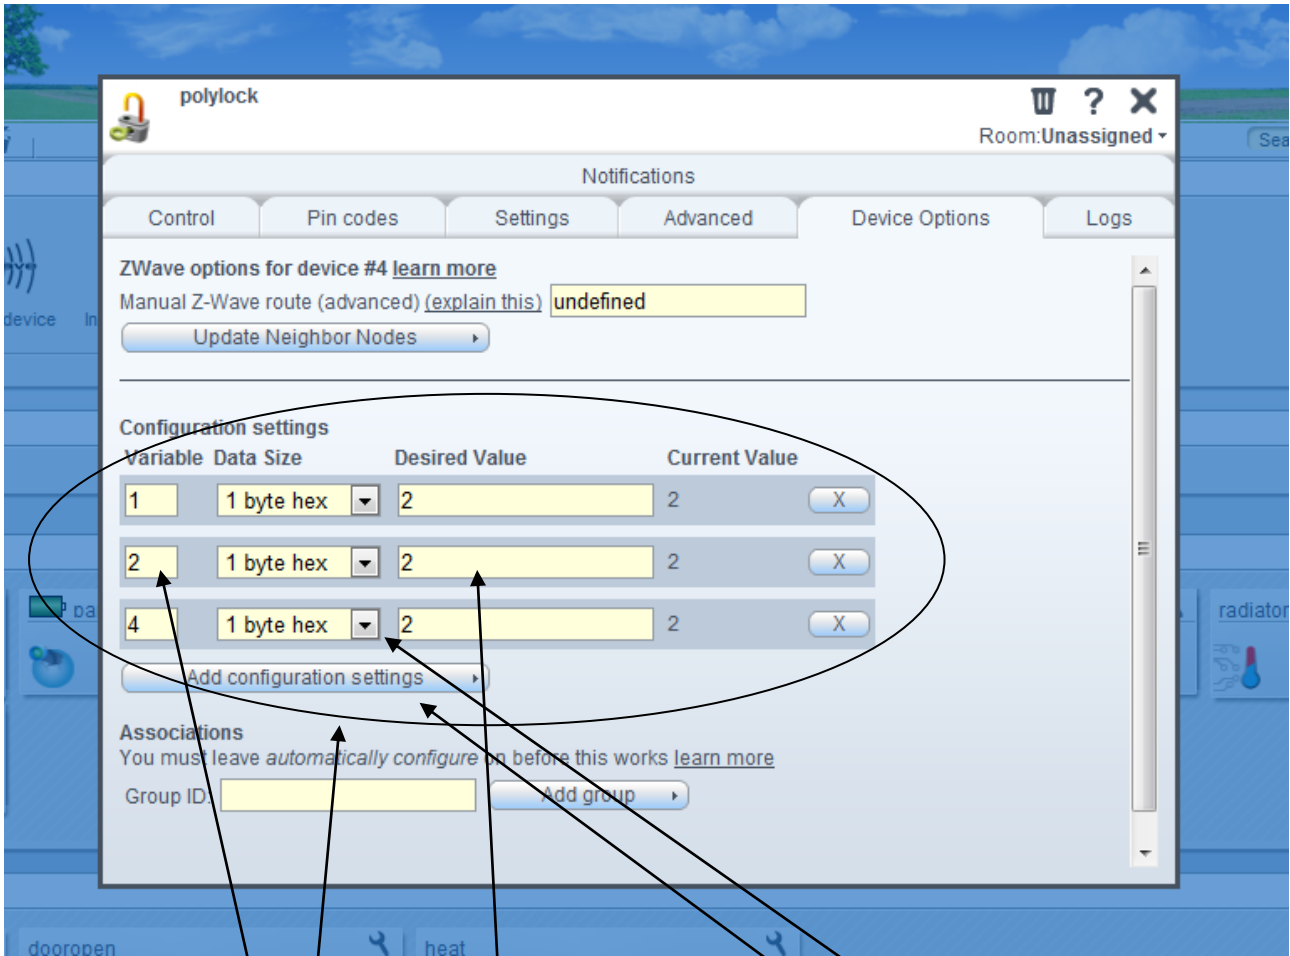 polylock
Room:Unassigned
Sea
Notifications
Control Pin codes Settings Advanced Device Options Logs
ZWave options for device #4 learn more
Manual Z-Wave route (advanced) (explain this) undefined
device In
Update Neighbor Nodes
Configuration settings
Variable Data Size Desired Value Current Value
1 1 byte hex 2 2 X
2 1 byte hex 2 2 X
pa
radiator
4 1 byte hex 2 2 X
Add configuration settings
Associations
You must leave automatically configure on before this works learn more
Group ID: Add group
dooropen heat